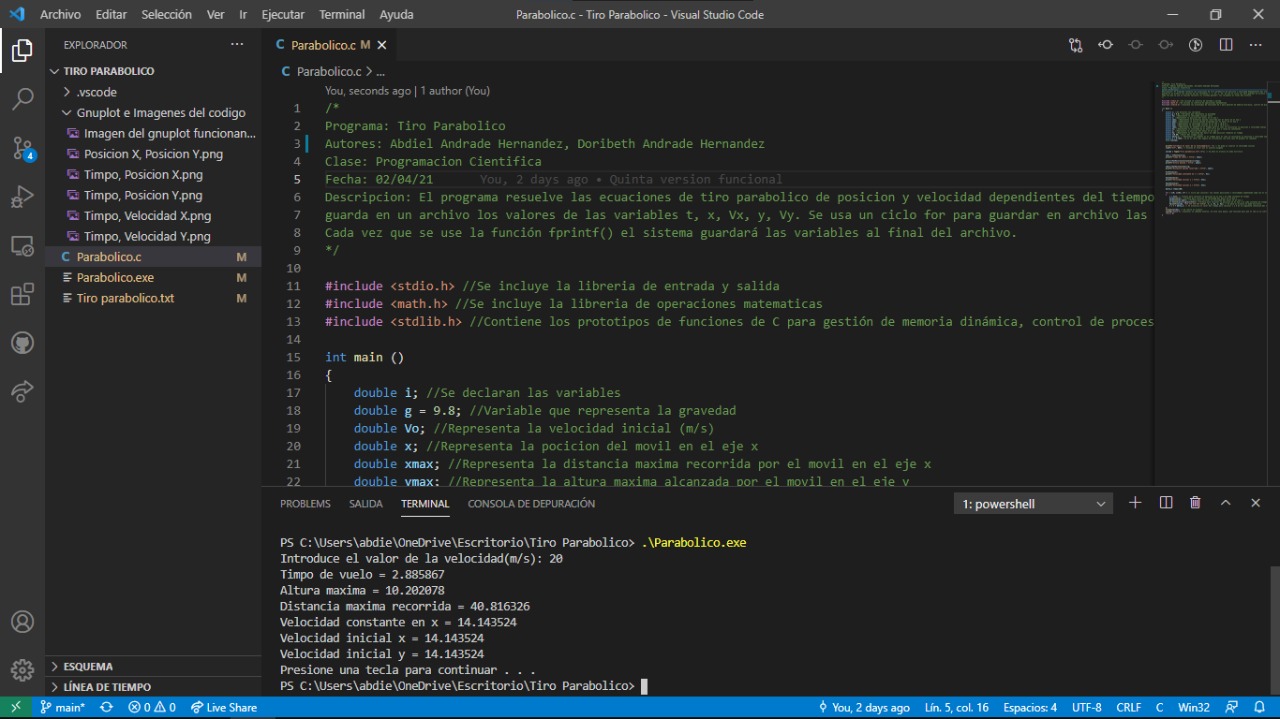 Archivo Editar Selección Ver Ir Ejecutar Terminal Ayuda
Parabolico.c - Tiro Parabolico - Visual Studio Code
EXPLORADOR
TIRO PARABOLICO
.vscode
Gnuplot e Imagenes del codigo
Imagen del gnuplot funcionan...
Posicion X, Posicion Y.png
Timpo, Posicion X.png
Timpo, Posicion Y.png
Timpo, Velocidad X.png
Timpo, Velocidad Y.png
Parabolico.c M
Parabolico.exe M
Tiro parabolico.txt M
4
ESQUEMA
LÍNEA DE TIEMPO
C Parabolico.c M
C Parabolico.c > ...
You, seconds ago | 1 author (You)
1 /*
2 Programa: Tiro Parabolico
3 Autores: Abdiel Andrade Hernandez, Doribeth Andrade Hernandez
4 Clase: Programacion Cientifica
5 Fecha: 02/04/21 You, 2 days ago • Quinta version funcional
6 Descripcion: El programa resuelve las ecuaciones de tiro parabolico de posicion y velocidad dependientes del tiempo
7 guarda en un archivo los valores de las variables t, x, Vx, y, Vy. Se usa un ciclo for para guardar en archivo las
8 Cada vez que se use la función fprintf() el sistema guardará las variables al final del archivo.
9 */
10
11 #include <stdio.h> //Se incluye la libreria de entrada y salida
12 #include <math.h> //Se incluye la libreria de operaciones matematicas
13 #include <stdlib.h> //Contiene los prototipos de funciones de C para gestión de memoria dinámica, control de proces
14
15 int main ()
16 {
17 double i; //Se declaran las variables
18 double g = 9.8; //Variable que representa la gravedad
19 double Vo; //Representa la velocidad inicial (m/s)
20 double x; //Representa la pocicion del movil en el eje x
21 double xmax; //Representa la distancia maxima recorrida por el movil en el eje x
22 double ymax; //Representa la altura maxima alcanzada por el movil en el eje y
PROBLEMS SALIDA TERMINAL CONSOLA DE DEPURACIÓN
1: powershell
PS C:\Users\abdie\OneDrive\Escritorio\Tiro Parabolico> .\Parabolico.exe
Introduce el valor de la velocidad(m/s): 20
Timpo de vuelo = 2.885867
Altura maxima = 10.202078
Distancia maxima recorrida = 40.816326
Velocidad constante en x = 14.143524
Velocidad inicial x = 14.143524
Velocidad inicial y = 14.143524
Presione una tecla para continuar . . .
PS C:\Users\abdie\OneDrive\Escritorio\Tiro Parabolico>
main* 0 0 Live Share
You, 2 days ago Lín. 5, col. 16 Espacios: 4 UTF-8 CRLF C Win32